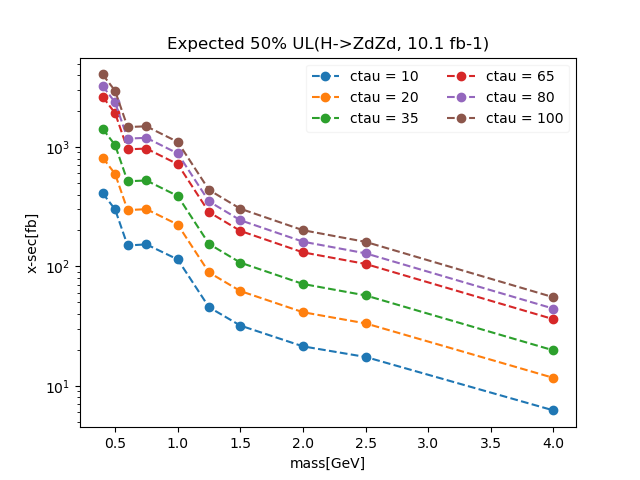 Expected 50% UL(H->ZdZd, 10.1 fb-1)
ctau = 10
ctau = 20
ctau = 35
ctau = 65
ctau = 80
ctau = 100
x-sec[fb]
10^3
10^2
10^1
0.5 1.0 1.5 2.0 2.5 3.0 3.5 4.0
mass[GeV]